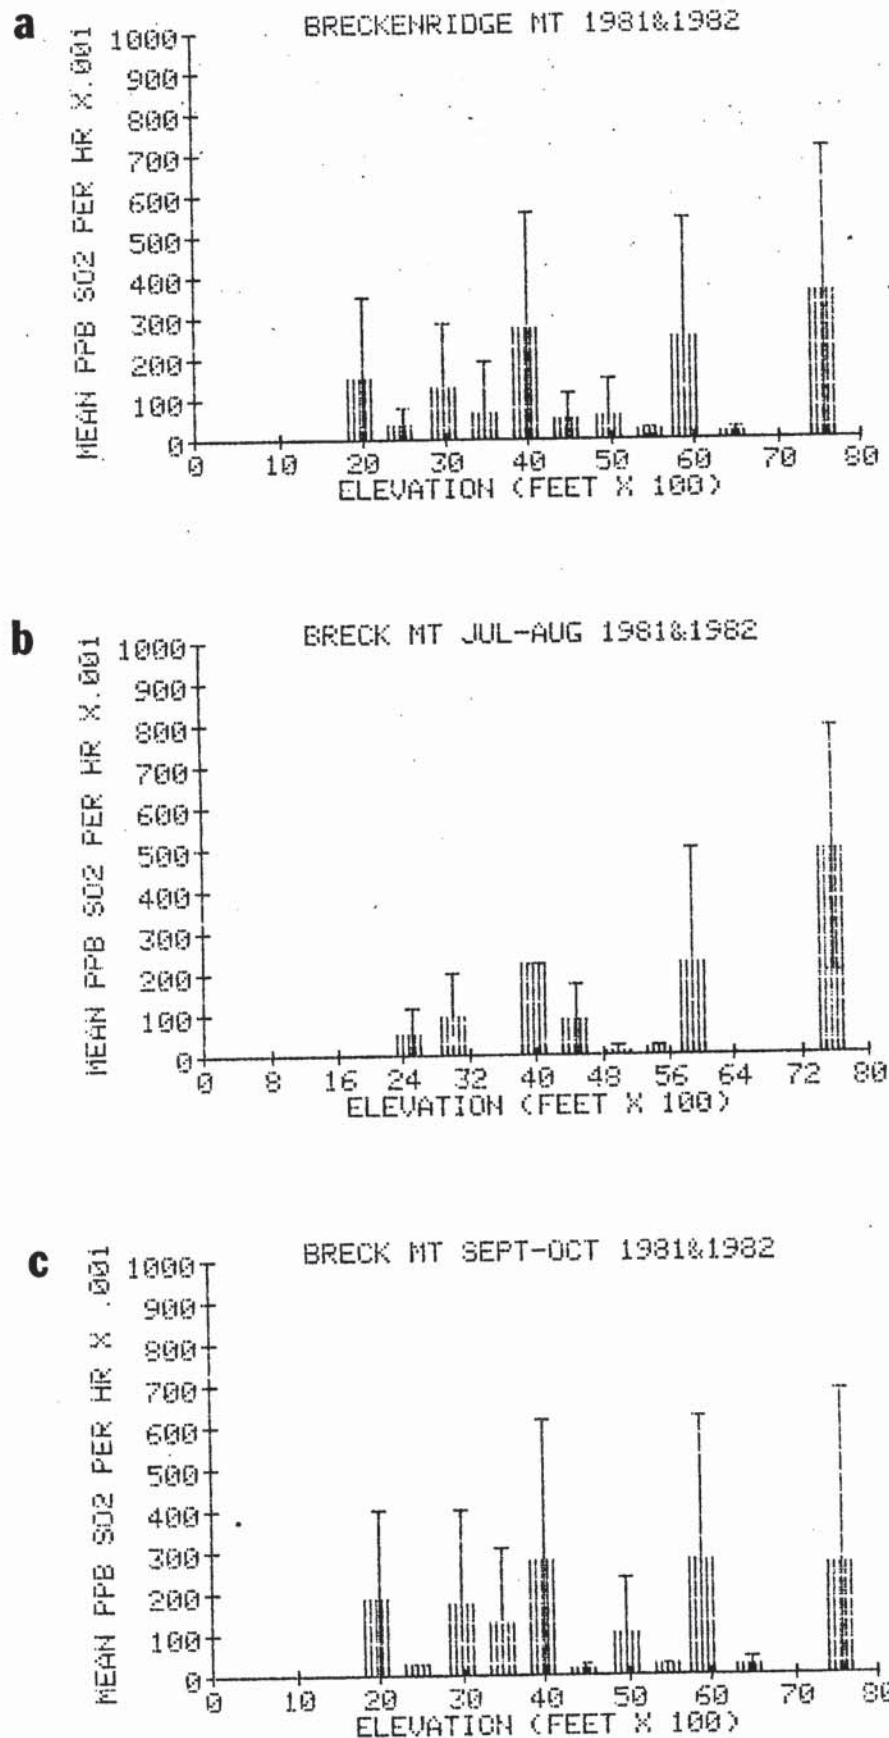 a
BRECKENRIDGE MT 1981&1982
MEAN PPB SO2 PER HR X.001
1000
900
800
700
600
500
400
300
200
100
0
0 10 20 30 40 50 60 70 80
ELEVATION (FEET X 100)
b
BRECK MT JUL-AUG 1981&1982
MEAN PPB SO2 PER HR X.001
1000
900
800
700
600
500
400
300
200
100
0
0 8 16 24 32 40 48 56 64 72 80
ELEVATION (FEET X 100)
c
BRECK MT SEPT-OCT 1981&1982
MEAN PPB SO2 PER HR X .001
1000
900
800
700
600
500
400
300
200
100
0
0 10 20 30 40 50 60 70 80
ELEVATION (FEET X 100)